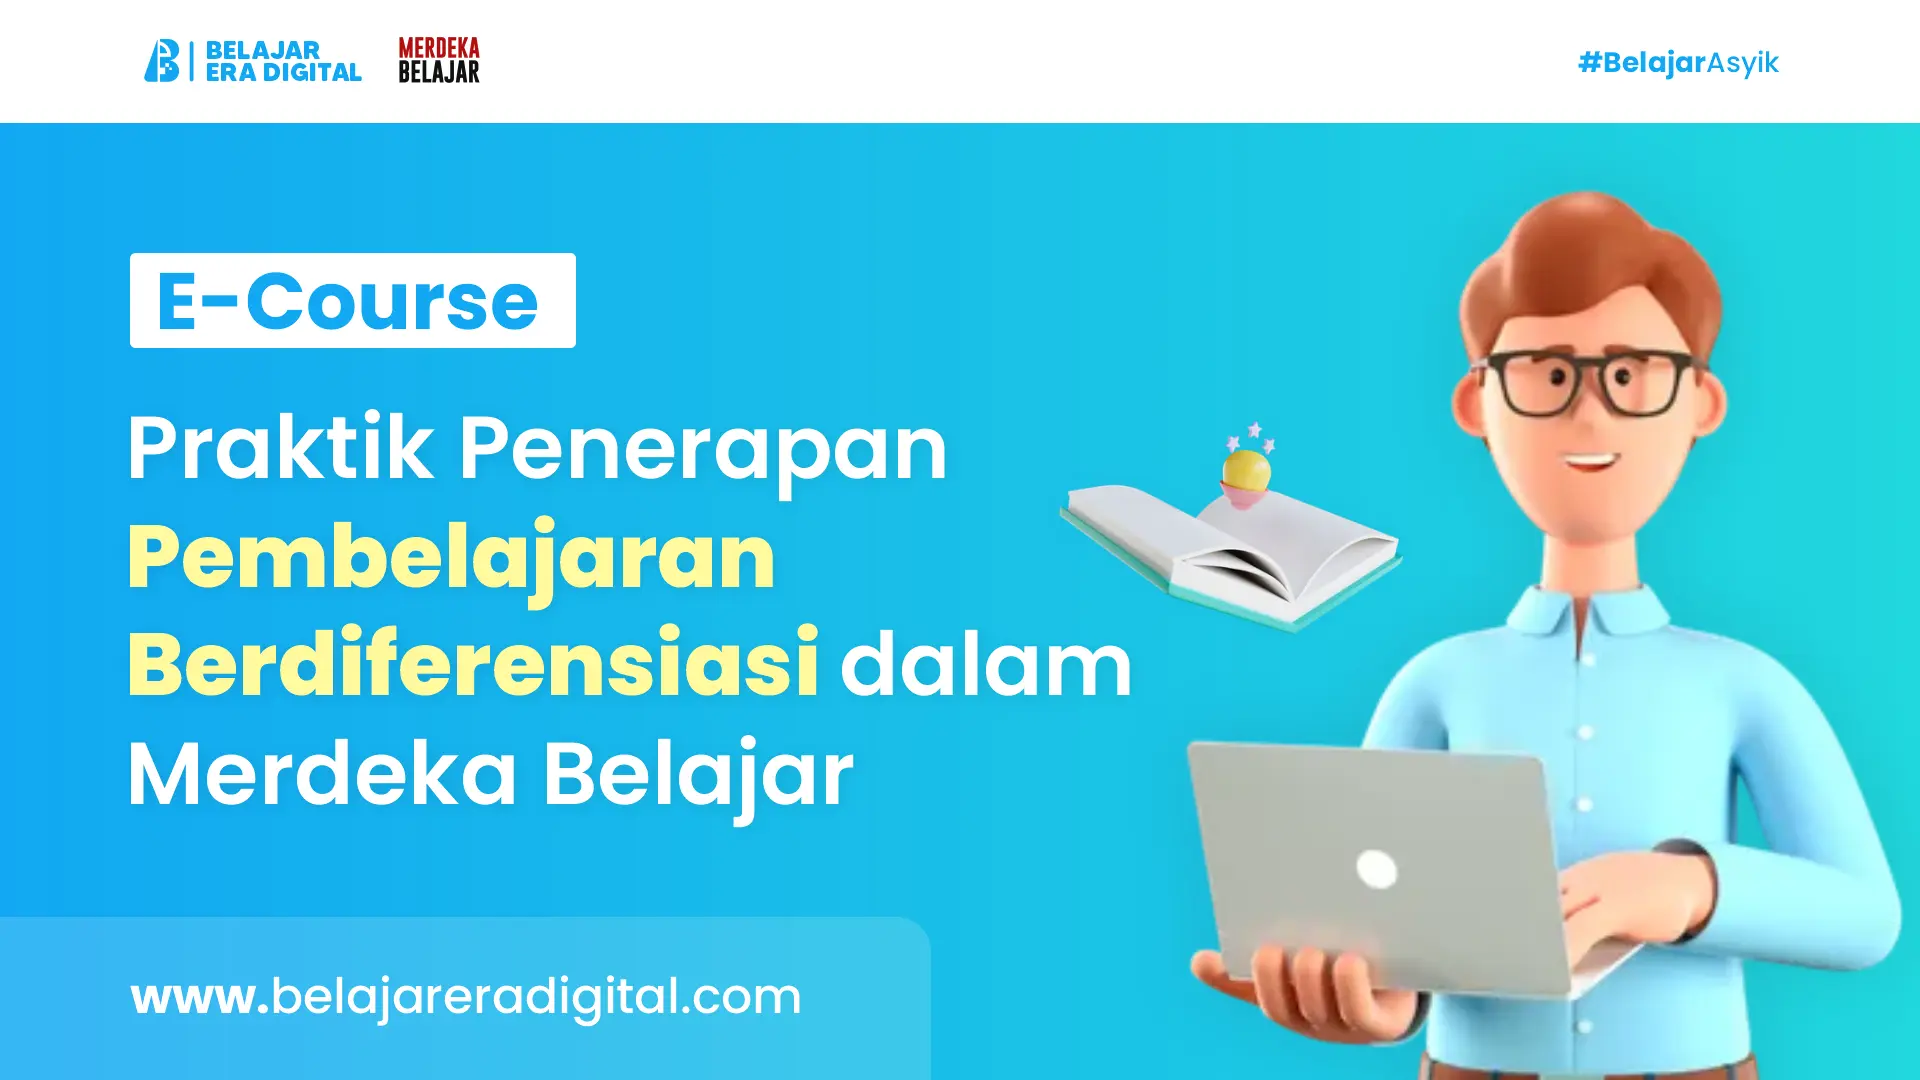 BELAJAR
ERA DIGITAL
MERDEKA
BELAJAR
#BelajarAsyik
E-Course
Praktik Penerapan
Pembelajaran
Berdiferensiasi dalam
Merdeka Belajar
www.belajareradigital.com